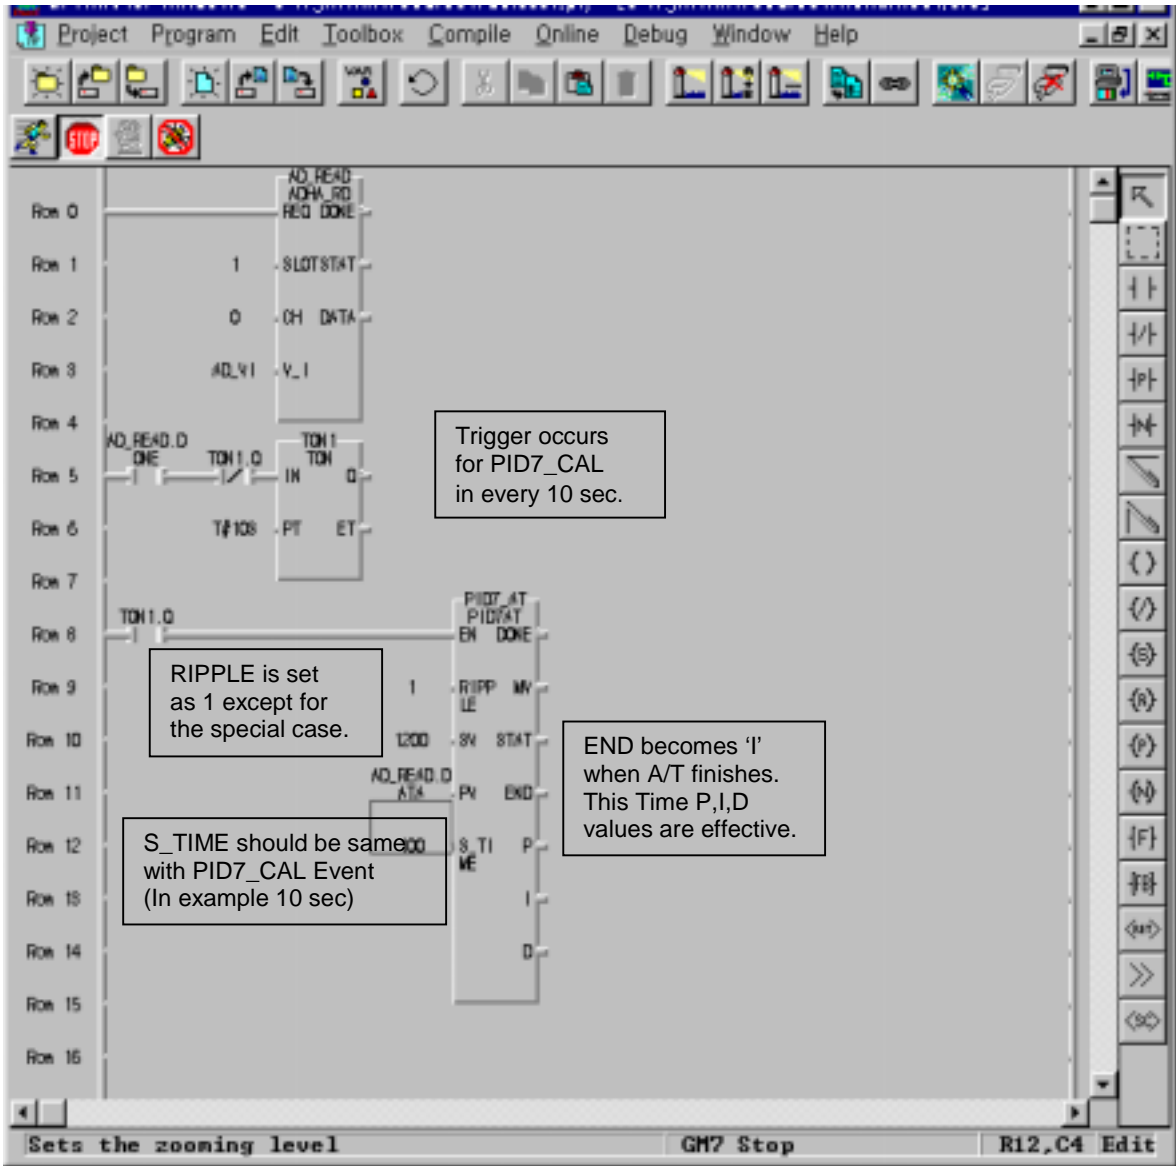 Project Program Edit Toolbox Compile Online Debug Window Help
VAR
STOP
AD_READ
Row 0 REQ DONE
Row 1 1 SLOT STAT
Row 2 0 CH DATA
Row 3 AD_VI V_I
Row 4
AD_READ.D
ONE TON1.Q TON1
TON
Row 5 IN Q
Row 6 T#10S PT ET
Row 7
Trigger occurs
for PID7_CAL
in every 10 sec.
PID7_AT
PID7AT
TON1.Q
Row 8 EN DONE
Row 9 1 RIPP MV
LE
Row 10 1200 SV STAT
AD_READ.D
Row 11 ATA PV END
Row 12 100 S_TI P
ME
Row 13 I
Row 14 D
Row 15
Row 16
RIPPLE is set
as 1 except for
the special case.
END becomes ‘I’
when A/T finishes.
This Time P,I,D
values are effective.
S_TIME should be same
with PID7_CAL Event
(In example 10 sec)
P
N
(S)
(R)
(P)
(N)
{F}
Sets the zooming level GM7 Stop R12,C4 Edit